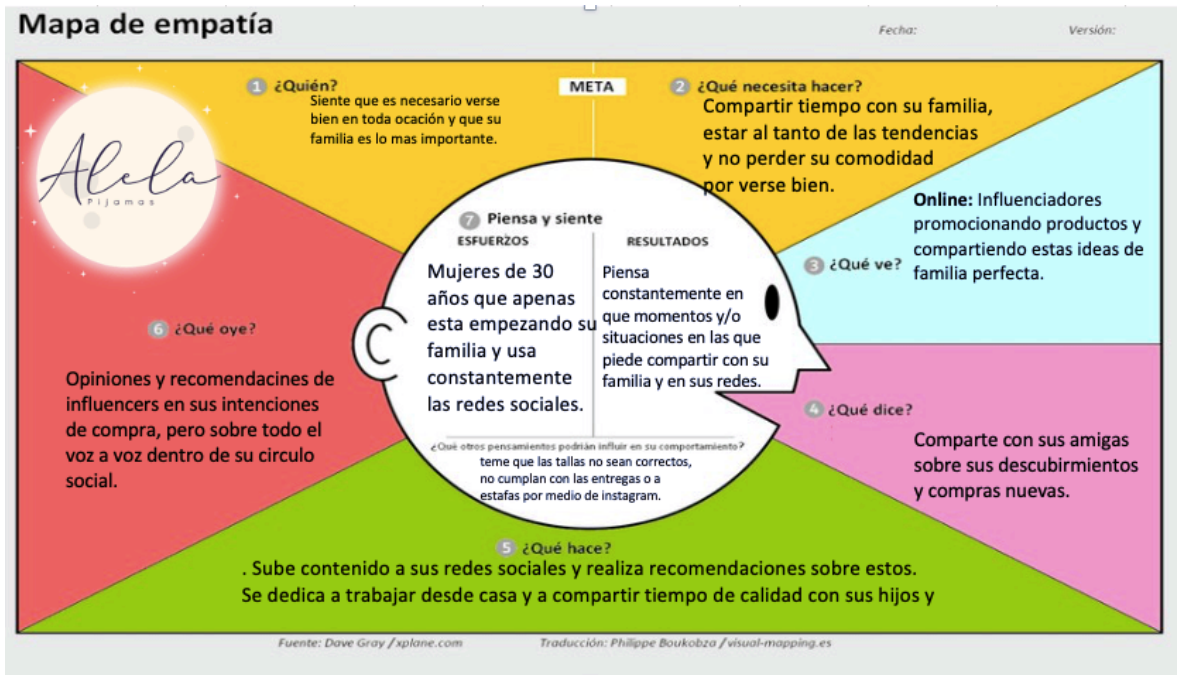 Mapa de empatía
Fecha:
Versión:
Alela
Pijamas
1 ¿Quién?
Siente que es necesario verse
bien en toda ocación y que su
familia es lo mas importante.
META
2 ¿Qué necesita hacer?
Compartir tiempo con su familia,
estar al tanto de las tendencias
y no perder su comodidad
por verse bien.
3 ¿Qué ve?
Online: Influenciadores
promocionando productos y
compartiendo estas ideas de
familia perfecta.
7 Piensa y siente
ESFUERZOS
Mujeres de 30
años que apenas
esta empezando su
familia y usa
constantemente
las redes sociales.
RESULTADOS
Piensa
constantemente en
que momentos y/o
situaciones en las que
piede compartir con su
familia y en sus redes.
¿Qué otros pensamientos podrián influir en su comportamiento?
teme que las tallas no sean correctos,
no cumplan con las entregas o a
estafas por medio de instagram.
4 ¿Qué dice?
Comparte con sus amigas
sobre sus descubirmientos
y compras nuevas.
6 ¿Qué oye?
Opiniones y recomendacines de
influencers en sus intenciones
de compra, pero sobre todo el
voz a voz dentro de su circulo
social.
5 ¿Qué hace?
. Sube contenido a sus redes sociales y realiza recomendaciones sobre estos.
Se dedica a trabajar desde casa y a compartir tiempo de calidad con sus hijos y
Fuente: Dave Gray / xplane.com
Traducción: Philippe Boukobza / visual-mapping.es